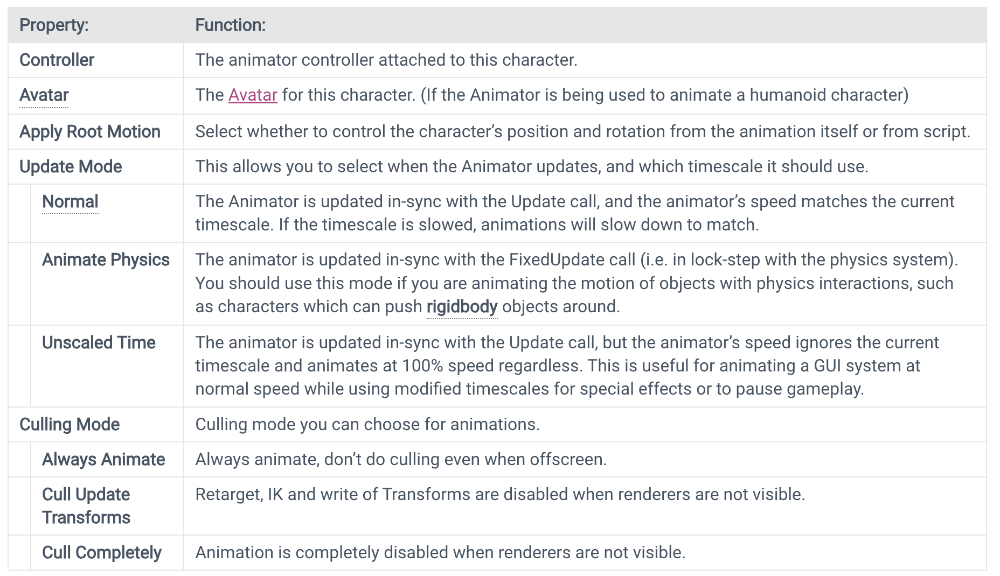 Property: Function:
Controller The animator controller attached to this character.
Avatar The Avatar for this character. (If the Animator is being used to animate a humanoid character)
Apply Root Motion Select whether to control the character’s position and rotation from the animation itself or from script.
Update Mode This allows you to select when the Animator updates, and which timescale it should use.
Normal The Animator is updated in-sync with the Update call, and the animator’s speed matches the current
timescale. If the timescale is slowed, animations will slow down to match.
Animate Physics The animator is updated in-sync with the FixedUpdate call (i.e. in lock-step with the physics system).
You should use this mode if you are animating the motion of objects with physics interactions, such
as characters which can push rigidbody objects around.
Unscaled Time The animator is updated in-sync with the Update call, but the animator’s speed ignores the current
timescale and animates at 100% speed regardless. This is useful for animating a GUI system at
normal speed while using modified timescales for special effects or to pause gameplay.
Culling Mode Culling mode you can choose for animations.
Always Animate Always animate, don’t do culling even when offscreen.
Cull Update Retarget, IK and write of Transforms are disabled when renderers are not visible.
Transforms
Cull Completely Animation is completely disabled when renderers are not visible.